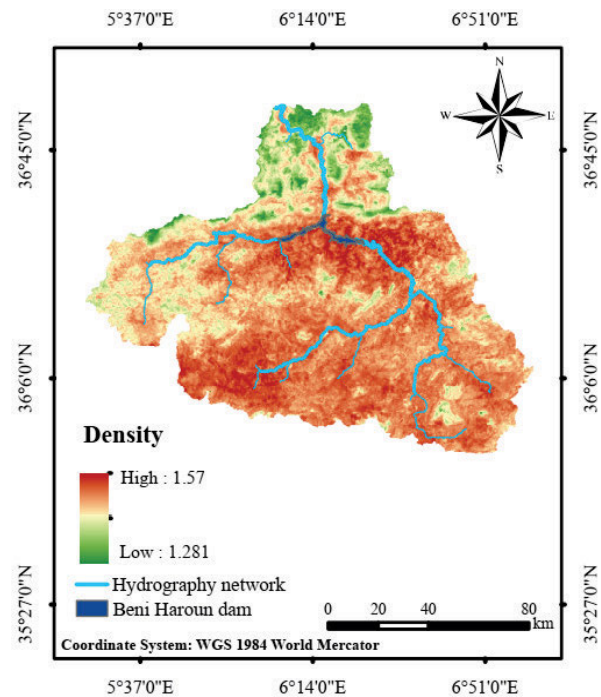 5°37'0"E 6°14'0"E 6°51'0"E
N
W E
S
36°45'0"N 36°45'0"N
36°6'0"N 36°6'0"N
35°27'0"N 35°27'0"N
Density
High : 1.57
Low : 1.281
Hydrography network
Beni Haroun dam
0 20 40 80
km
Coordinate System: WGS 1984 World Mercator
5°37'0"E 6°14'0"E 6°51'0"E